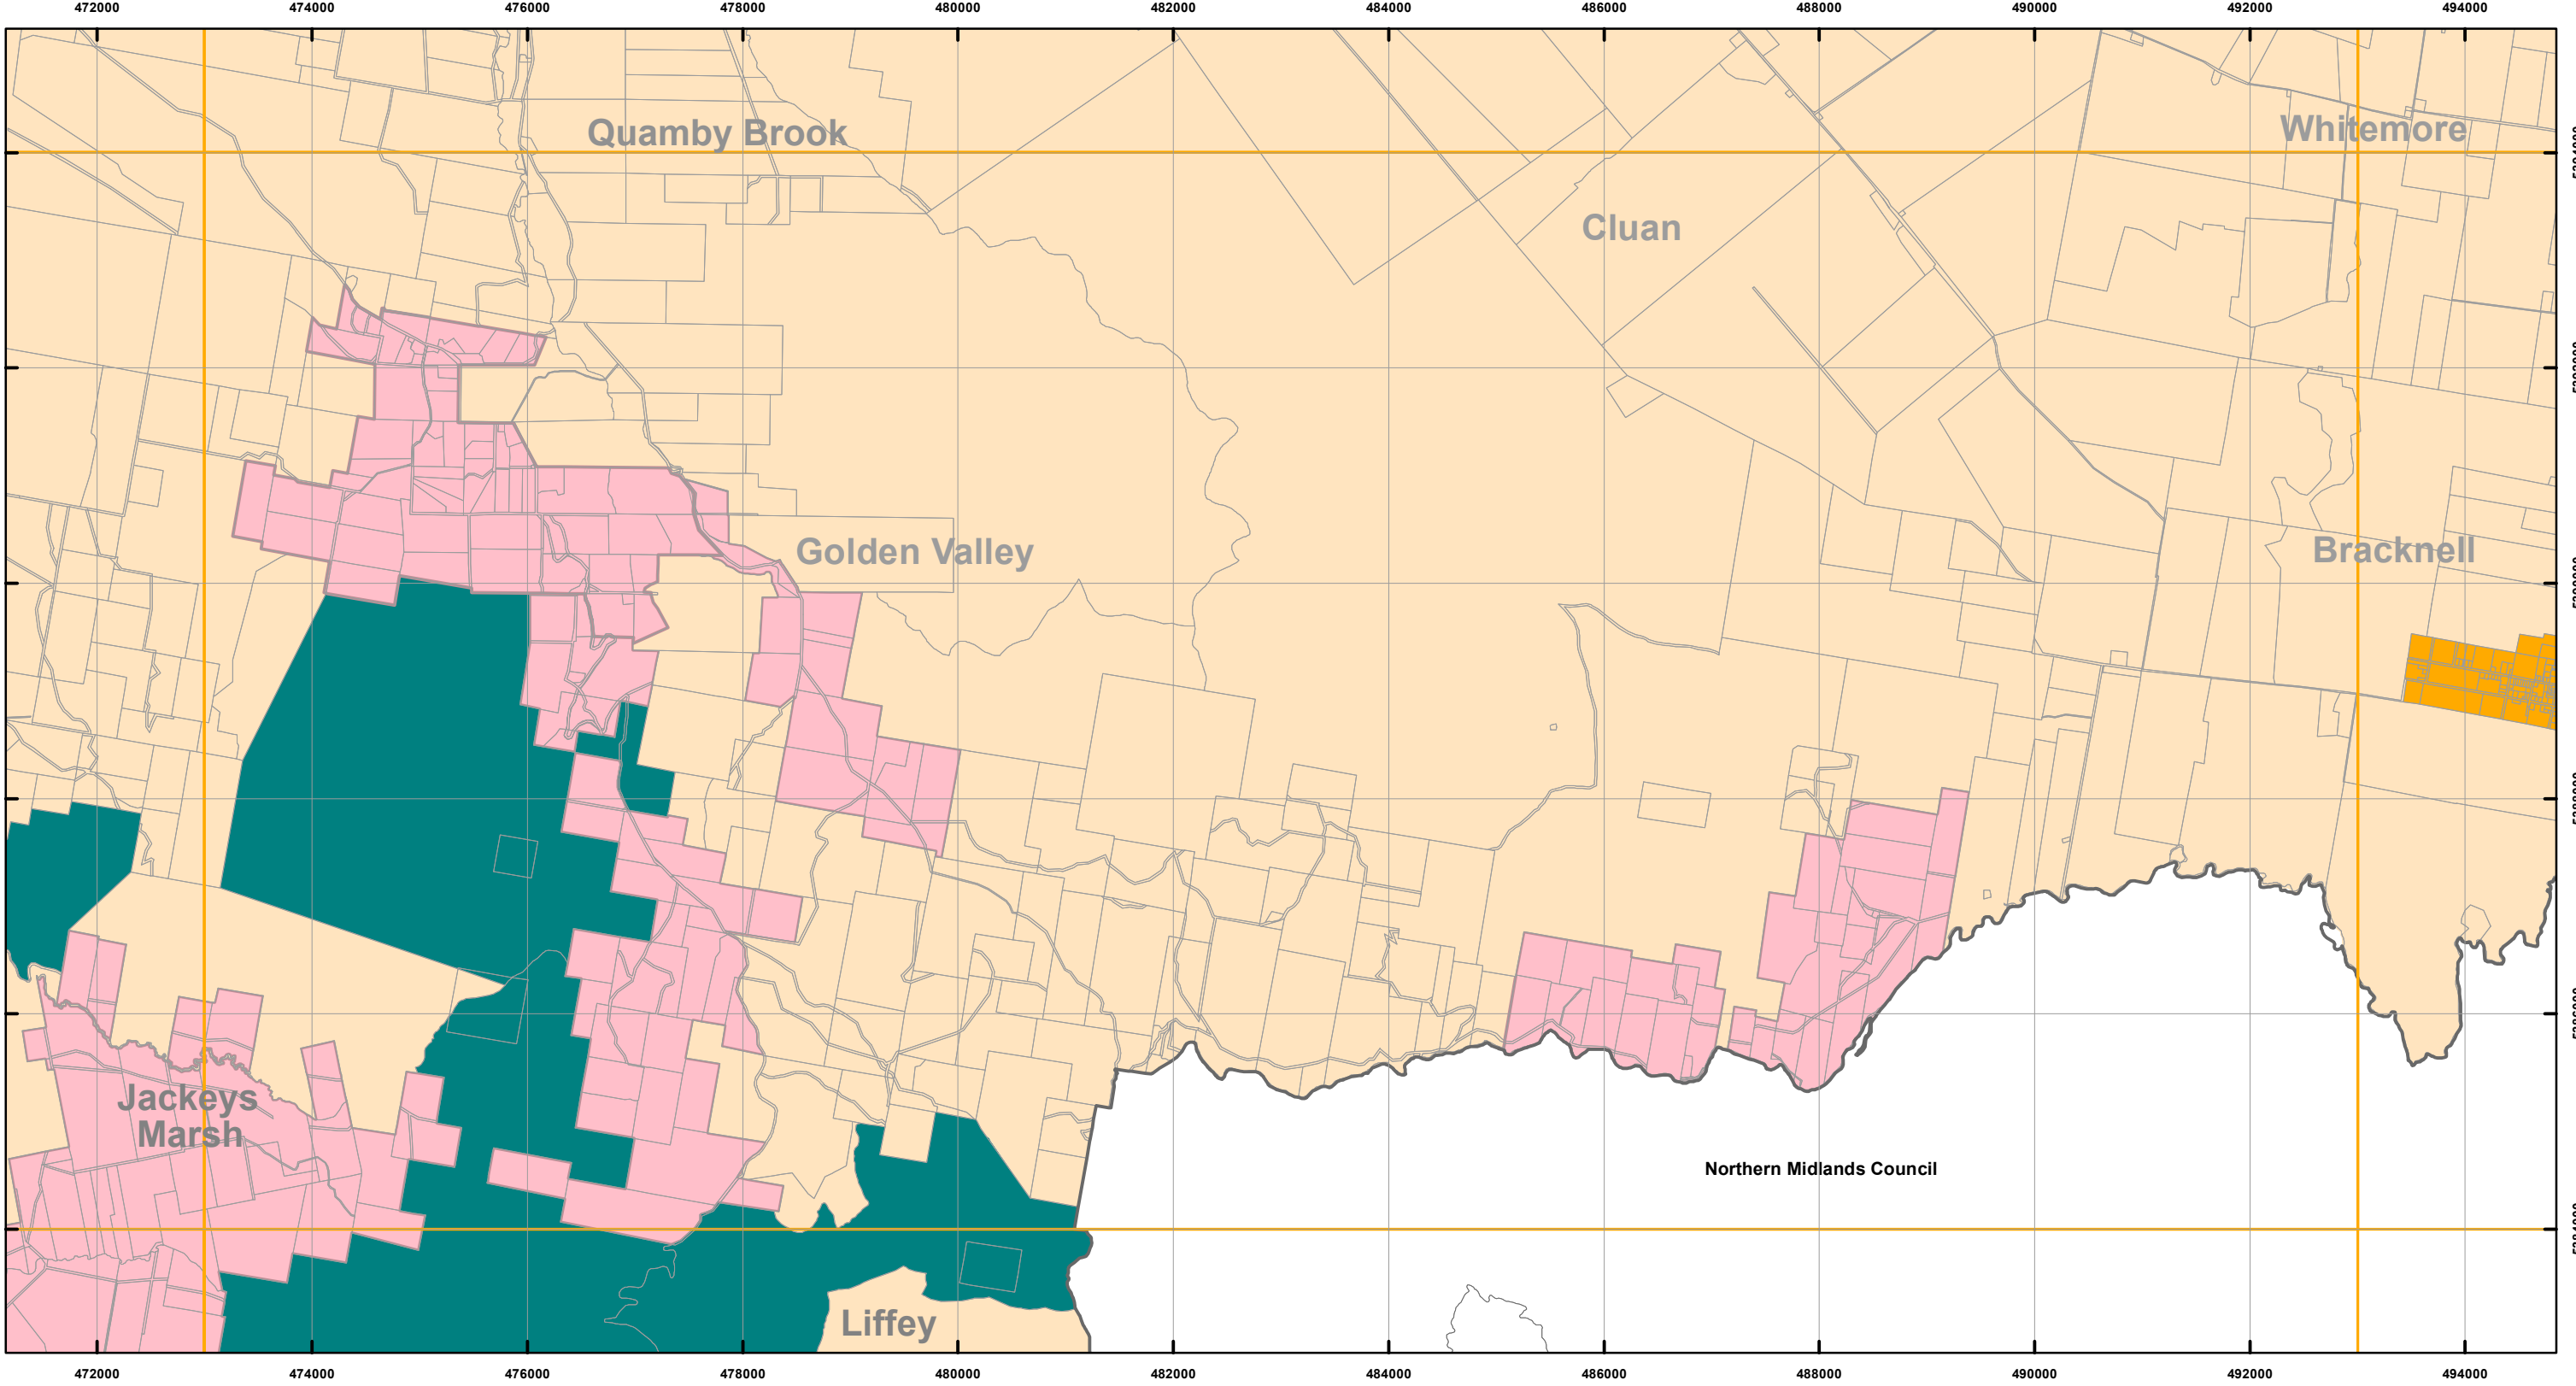 472000 474000 476000 478000 480000 482000 484000 486000 488000 490000 492000 494000
Quamby Brook
Whitemore
Cluan
Golden Valley
Bracknell
Jackeys
Marsh
Northern Midlands Council
Liffey
472000 474000 476000 478000 480000 482000 484000 486000 488000 490000 492000 494000